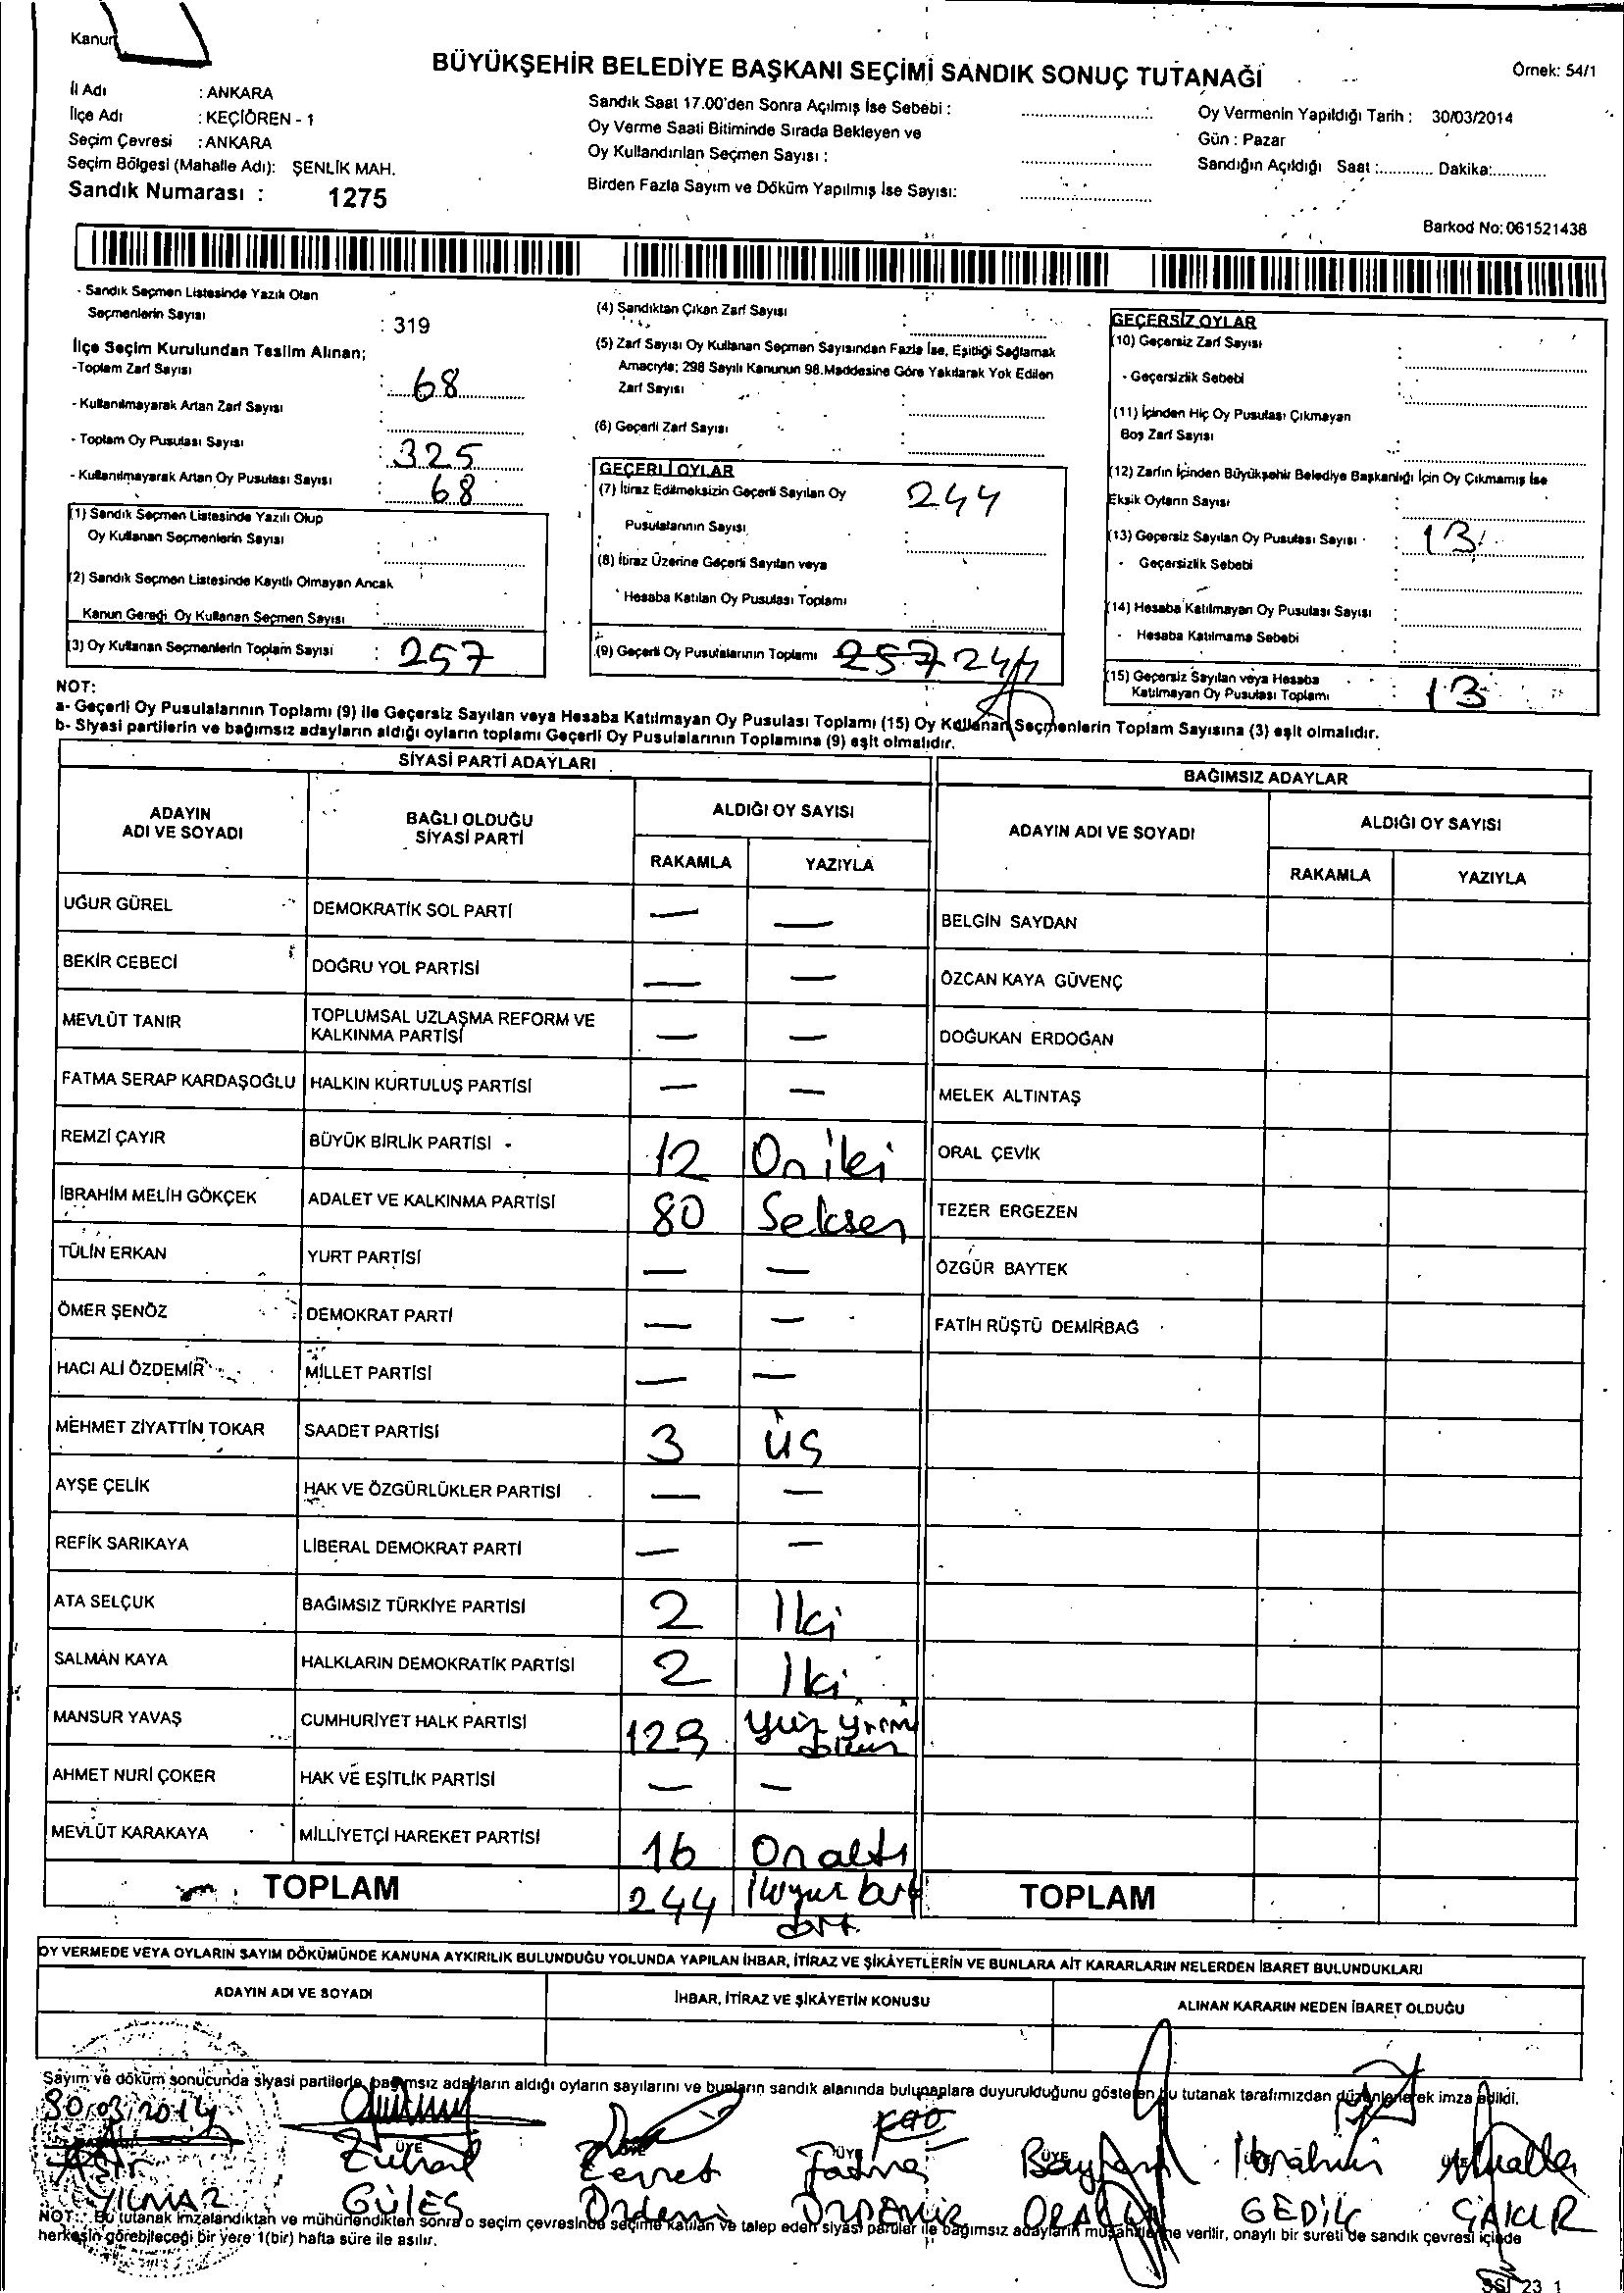 Kanun
BÜYÜKŞEHİR BELEDİYE BAŞKANI SEÇİMİ SANDIK SONUÇ TUTANAĞI
Örnek: 54/1
İl Adı : ANKARA
İlçe Adı : KEÇİÖREN - 1
Seçim Çevresi : ANKARA
Seçim Bölgesi (Mahalle Adı): ŞENLİK MAH.
Sandık Numarası : 1275
Sandık Saat 17.00'den Sonra Açılmış İse Sebebi :
Oy Verme Saati Bitiminde Sırada Bekleyen ve
Oy Kullandırılan Seçmen Sayısı :
Birden Fazla Sayım ve Döküm Yapılmış İse Sayısı:
Oy Vermenin Yapıldığı Tarih : 30/03/2014
Gün : Pazar
Sandığın Açıldığı Saat :............ Dakika:............
Barkod No: 061521438
- Sandık Seçmen Listesinde Yazılı Olan
Seçmenlerin Sayısı : 319
İlçe Seçim Kurulundan Teslim Alınan;
-Toplam Zarf Sayısı : 68
- Kullanılmayarak Artan Zarf Sayısı
- Toplam Oy Pusulası Sayısı : 325
- Kullanılmayarak Artan Oy Pusulası Sayısı : 68
(1) Sandık Seçmen Listesinde Yazılı Olup
Oy Kullanan Seçmenlerin Sayısı :
(2) Sandık Seçmen Listesinde Kayıtlı Olmayan Ancak
Kanun Gereği Oy Kullanan Seçmen Sayısı :
(3) Oy Kullanan Seçmenlerin Toplam Sayısı : 257
(4) Sandıktan Çıkan Zarf Sayısı :
(5) Zarf Sayısı Oy Kullanan Seçmen Sayısından Fazla İse, Eşitliği Sağlamak
Amacıyla; 298 Sayılı Kanunun 98.Maddesine Göre Yakılarak Yok Edilen
Zarf Sayısı :
(6) Geçerli Zarf Sayısı :
GEÇERLİ OYLAR
(7) İtiraz Edilmeksizin Geçerli Sayılan Oy 244
Pusulalarının Sayısı :
(8) İtiraz Üzerine Geçerli Sayılan veya
Hesaba Katılan Oy Pusulası Toplamı :
(9) Geçerli Oy Pusulalarının Toplamı 257 244
GEÇERSİZ OYLAR
(10) Geçersiz Zarf Sayısı :
- Geçersizlik Sebebi :
(11) İçinden Hiç Oy Pusulası Çıkmayan
Boş Zarf Sayısı :
(12) Zarfın İçinden Büyükşehir Belediye Başkanlığı İçin Oy Çıkmamış İse
Eksik Oyların Sayısı :
(13) Geçersiz Sayılan Oy Pusulası Sayısı : 13
- Geçersizlik Sebebi :
(14) Hesaba Katılmayan Oy Pusulası Sayısı :
- Hesaba Katılmama Sebebi :
(15) Geçersiz Sayılan veya Hesaba
Katılmayan Oy Pusulası Toplamı : 13
NOT:
a- Geçerli Oy Pusulalarının Toplamı (9) ile Geçersiz Sayılan veya Hesaba Katılmayan Oy Pusulası Toplamı (15) Oy Kullanan Seçmenlerin Toplam Sayısına (3) eşit olmalıdır.
b- Siyasi partilerin ve bağımsız adayların aldığı oyların toplamı Geçerli Oy Pusulalarının Toplamına (9) eşit olmalıdır.
SİYASİ PARTİ ADAYLARI
ADAYIN
ADI VE SOYADI
BAĞLI OLDUĞU
SİYASİ PARTİ
ALDIĞI OY SAYISI
RAKAMLA YAZIYLA
UĞUR GÜREL DEMOKRATİK SOL PARTİ — —
BEKİR CEBECİ DOĞRU YOL PARTİSİ — —
MEVLÜT TANIR TOPLUMSAL UZLAŞMA REFORM VE
KALKINMA PARTİSİ — —
FATMA SERAP KARDAŞOĞLU HALKIN KURTULUŞ PARTİSİ — —
REMZİ ÇAYIR BÜYÜK BİRLİK PARTİSİ 12 On iki
İBRAHİM MELİH GÖKÇEK ADALET VE KALKINMA PARTİSİ 80 Seksen
TÜLİN ERKAN YURT PARTİSİ — —
ÖMER ŞENÖZ DEMOKRAT PARTİ — —
HACI ALİ ÖZDEMİR MİLLET PARTİSİ — —
MEHMET ZİYATTİN TOKAR SAADET PARTİSİ 3 üç
AYŞE ÇELİK HAK VE ÖZGÜRLÜKLER PARTİSİ — —
REFİK SARIKAYA LİBERAL DEMOKRAT PARTİ — —
ATA SELÇUK BAĞIMSIZ TÜRKİYE PARTİSİ 2 Iki
SALMAN KAYA HALKLARIN DEMOKRATİK PARTİSİ 2 Iki
MANSUR YAVAŞ CUMHURİYET HALK PARTİSİ 129 yüz
AHMET NURİ ÇOKER HAK VE EŞİTLİK PARTİSİ — —
MEVLÜT KARAKAYA MİLLİYETÇİ HAREKET PARTİSİ 16 Onaltı
TOPLAM 244
BAĞIMSIZ ADAYLAR
ADAYIN ADI VE SOYADI
ALDIĞI OY SAYISI
RAKAMLA YAZIYLA
BELGİN SAYDAN
ÖZCAN KAYA GÜVENÇ
DOĞUKAN ERDOĞAN
MELEK ALTINTAŞ
ORAL ÇEVİK
TEZER ERGEZEN
ÖZGÜR BAYTEK
FATİH RÜŞTÜ DEMİRBAĞ
TOPLAM
OY VERMEDE VEYA OYLARIN SAYIM DÖKÜMÜNDE KANUNA AYKIRILIK BULUNDUĞU YOLUNDA YAPILAN İHBAR, İTİRAZ VE ŞİKÂYETLERİN VE BUNLARA AİT KARARLARIN NELERDEN İBARET BULUNDUKLARI
ADAYIN ADI VE SOYADI
İHBAR, İTİRAZ VE ŞİKÂYETİN KONUSU
ALINAN KARARIN NEDEN İBARET OLDUĞU
Sayım ve döküm sonucunda siyasi partilerle, bağımsız adayların aldığı oyların sayılarını ve bunların sandık alanında bulunanlara duyurulduğunu gösteren bu tutanak tarafımızdan düzenlenerek imza edildi.
30/03/2014
ÜYE ÜYE ÜYE
Zuhal Fatma İbrahim
YILMAZ GÜLEŞ ÖZDEMİR GEDİK ÇAKIR
NOT: Bu tutanak imzalandıktan ve mühürlendikten sonra o seçim çevresinde seçime katılan ve talep eden siyasi partiler ile bağımsız adayların müşahitlerine verilir, onaylı bir sureti de sandık çevresi içinde
herkesin görebileceği bir yere 1(bir) hafta süre ile asılır.